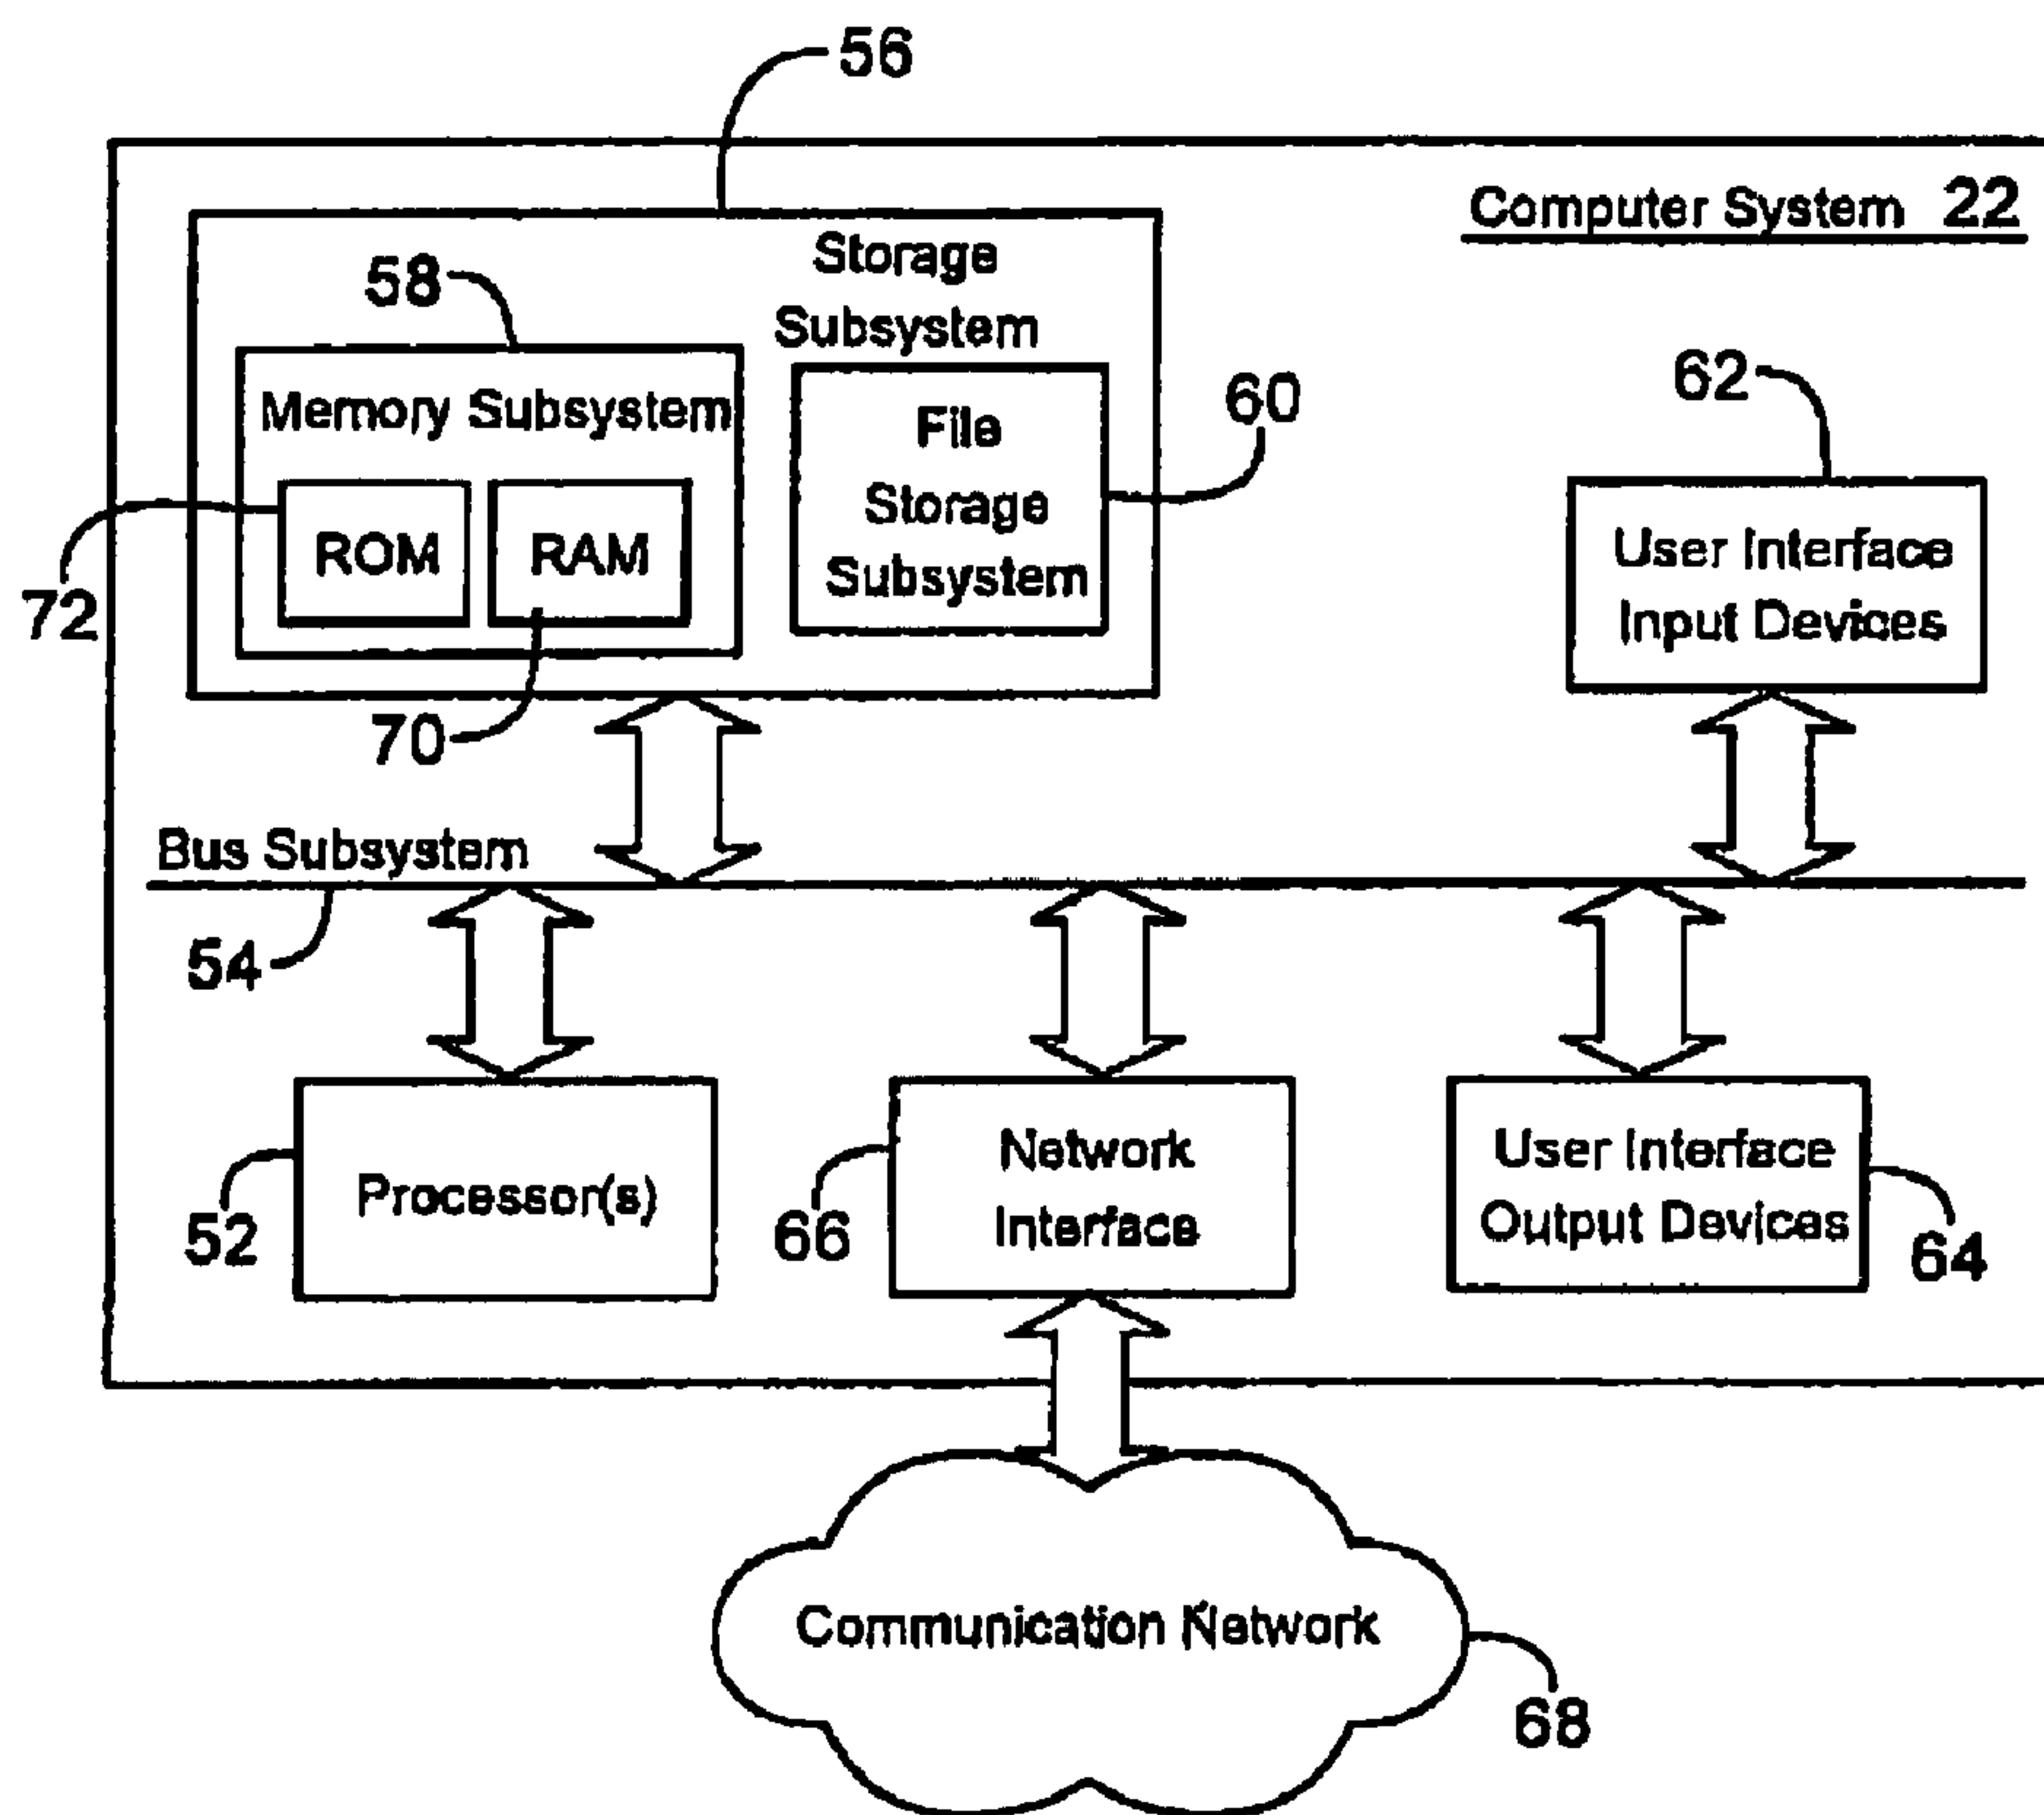 56
Computer System 22
Storage
Subsystem
58
Memory Subsystem
File
Storage
Subsystem
60
62
ROM
RAM
User Interface
Input Devices
72
70
Bus Subsystem
54
Processor(s)
52
Network
Interface
66
User Interface
Output Devices
64
Communication Network
68